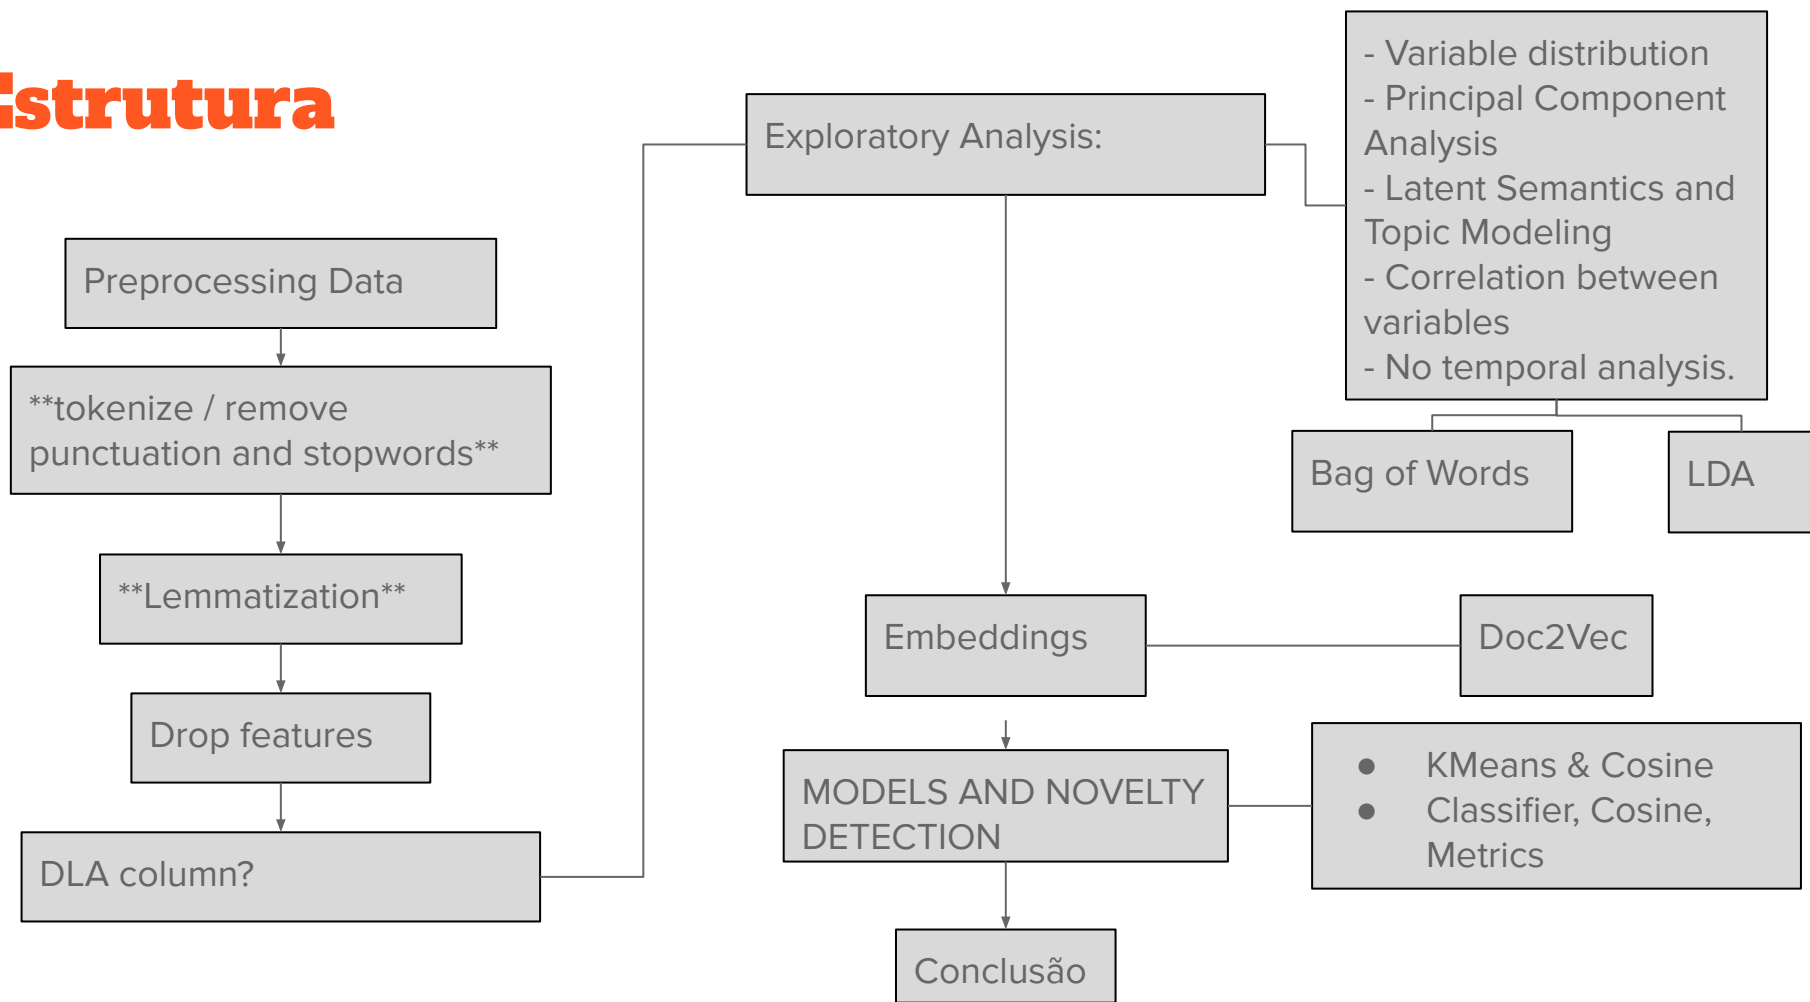 Estrutura
Preprocessing Data
**tokenize / remove
punctuation and stopwords**
**Lemmatization**
Drop features
DLA column?
Exploratory Analysis:
- Variable distribution
- Principal Component
Analysis
- Latent Semantics and
Topic Modeling
- Correlation between
variables
- No temporal analysis.
Bag of Words
LDA
Embeddings
Doc2Vec
MODELS AND NOVELTY
DETECTION
● KMeans & Cosine
● Classifier, Cosine,
Metrics
Conclusão